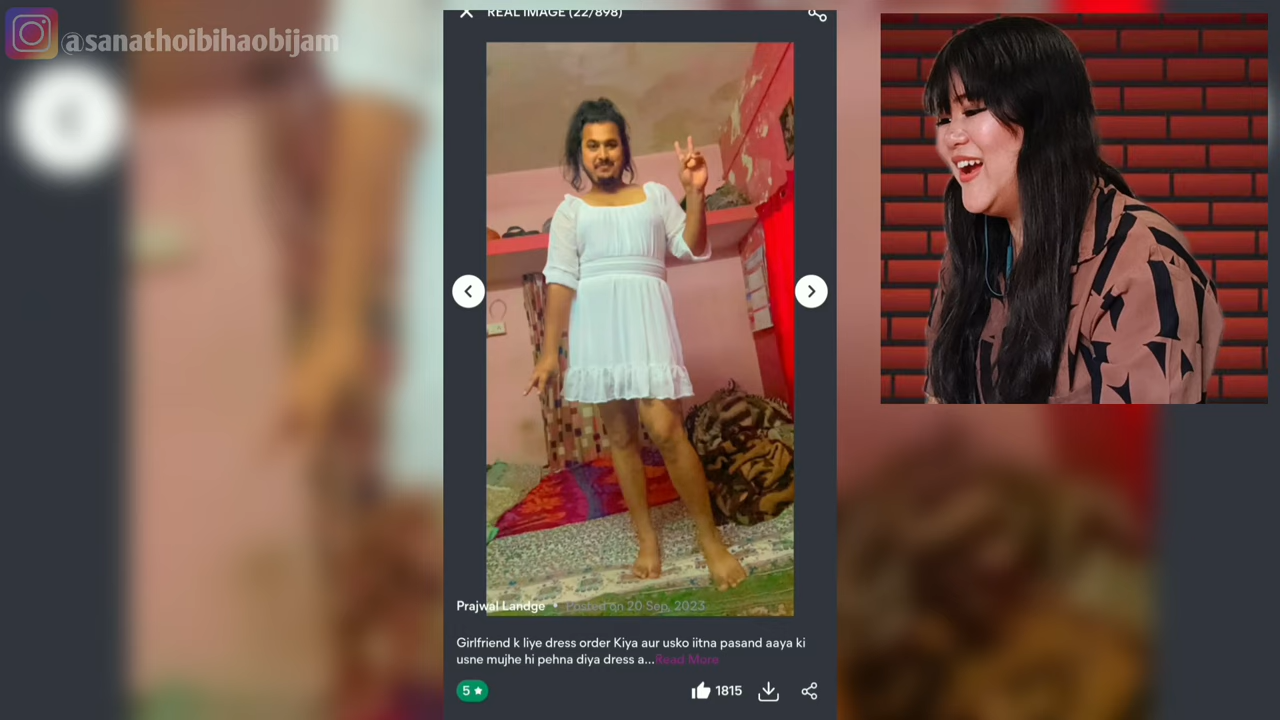 @sanathoibihaobijam
REAL IMAGE (22/898)
Prajwal Landge • Posted on 20 Sep, 2023
Girlfriend k liye dress order Kiya aur usko iitna pasand aaya ki
usne mujhe hi pehna diya dress a...Read More
5★
1815